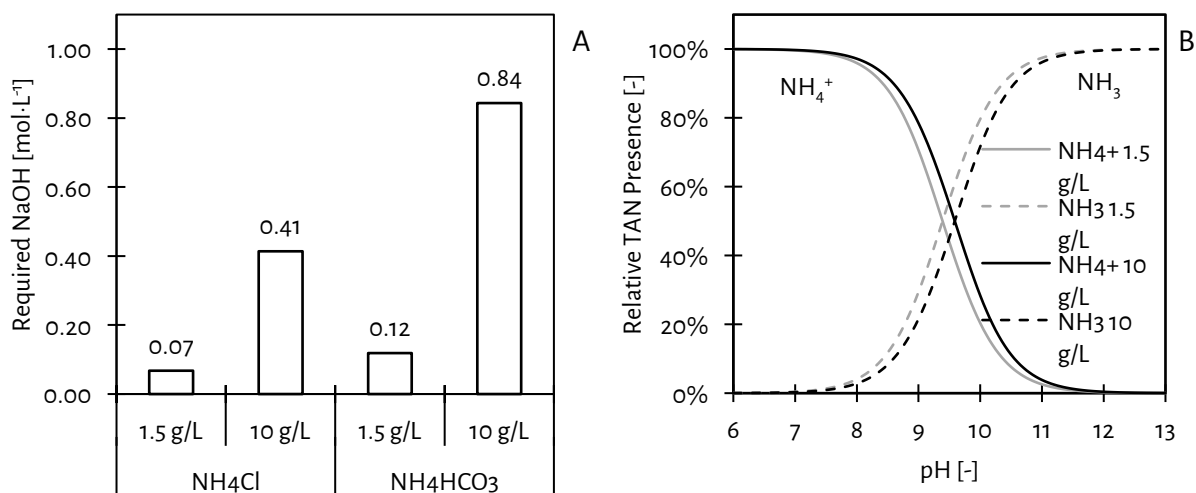 A
Required NaOH [mol·L⁻¹]
1.00
0.80
0.60
0.40
0.20
0.00
0.07
0.41
0.12
0.84
1.5 g/L
10 g/L
1.5 g/L
10 g/L
NH4Cl
NH4HCO3
B
Relative TAN Presence [-]
100%
80%
60%
40%
20%
0%
NH₄⁺
NH₃
NH4+ 1.5
g/L
NH3 1.5
g/L
NH4+ 10
g/L
NH3 10
g/L
6
7
8
9
10
11
12
13
pH [-]